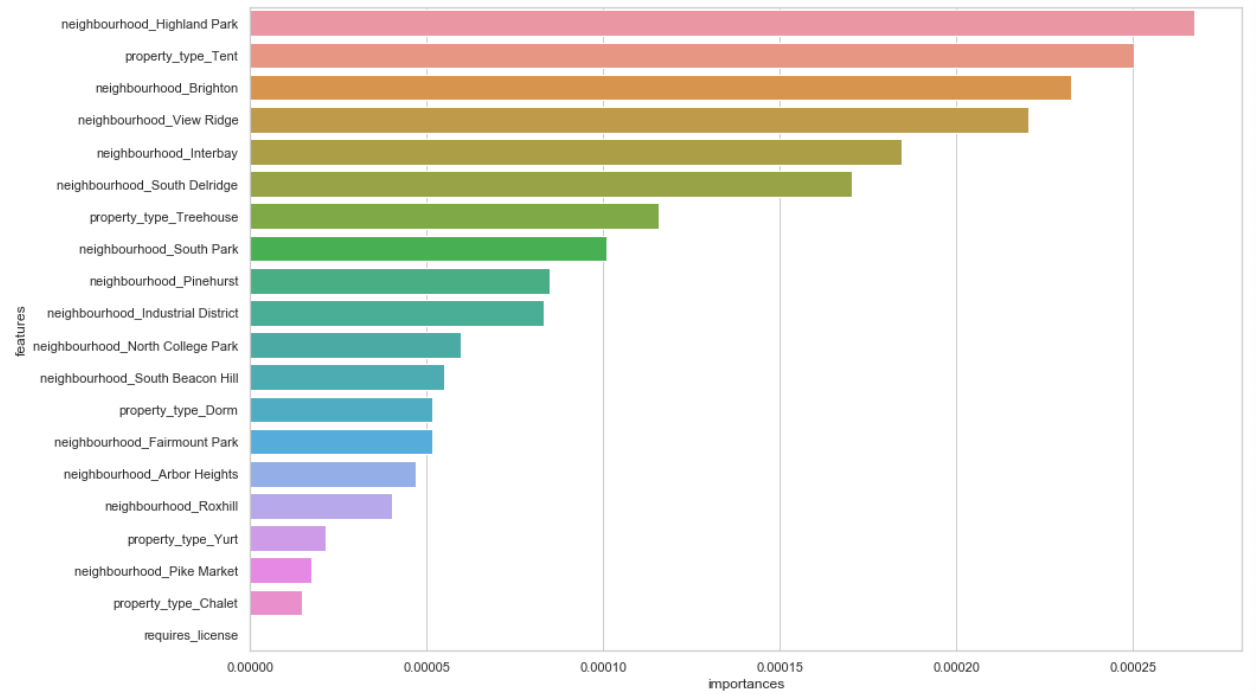 neighbourhood_Highland Park
property_type_Tent
neighbourhood_Brighton
neighbourhood_View Ridge
neighbourhood_Interbay
neighbourhood_South Delridge
property_type_Treehouse
neighbourhood_South Park
neighbourhood_Pinehurst
neighbourhood_Industrial District
neighbourhood_North College Park
neighbourhood_South Beacon Hill
property_type_Dorm
neighbourhood_Fairmount Park
neighbourhood_Arbor Heights
neighbourhood_Roxhill
property_type_Yurt
neighbourhood_Pike Market
property_type_Chalet
requires_license
features
0.00000 0.00005 0.00010 0.00015 0.00020 0.00025
importances